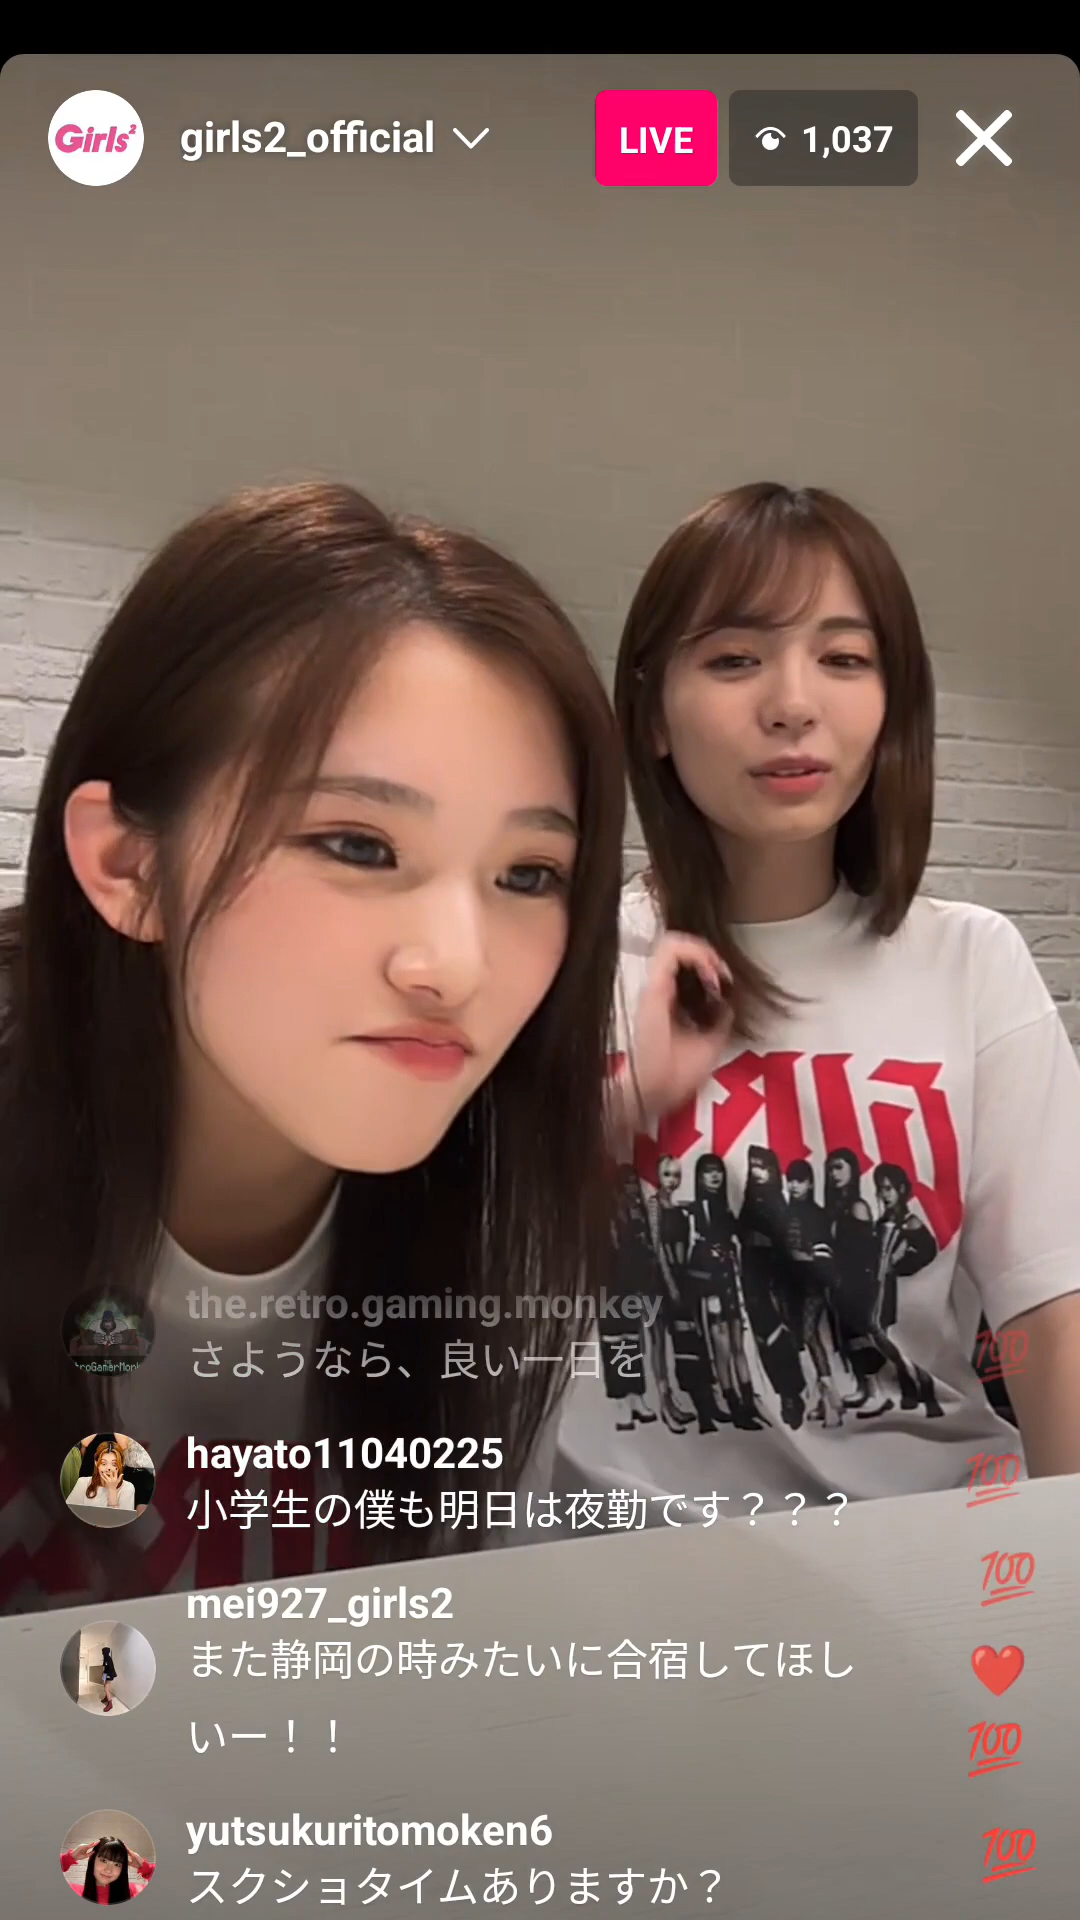 Girls²
girls2_official
LIVE
1,037
GIRLS
the.retro.gaming.monkey
さようなら、良い一日を
hayato11040225
小学生の僕も明日は夜勤です？？？
mei927_girls2
また静岡の時みたいに合宿してほし
いー！！
yutsukuritomoken6
スクショタイムありますか？